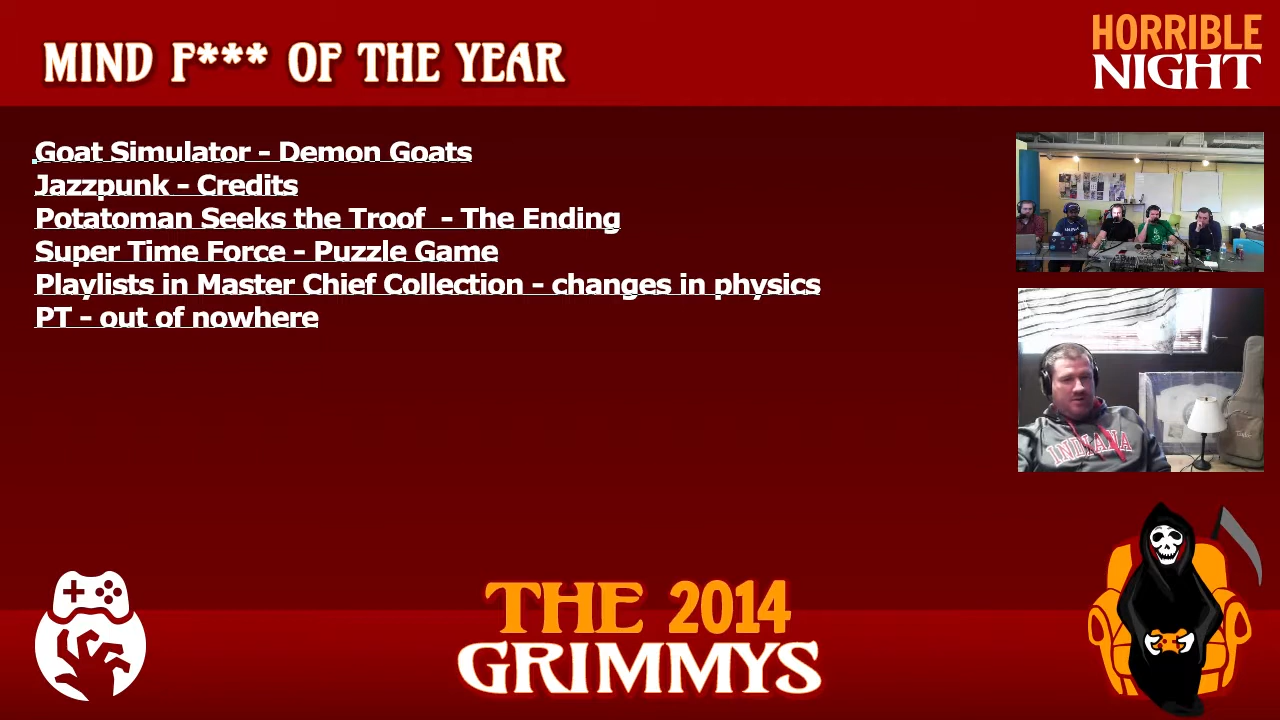 MIND F*** OF THE YEAR
HORRIBLE
NIGHT
Goat Simulator - Demon Goats
Jazzpunk - Credits
Potatoman Seeks the Troof  - The Ending
Super Time Force - Puzzle Game
Playlists in Master Chief Collection - changes in physics
PT - out of nowhere
INDIANA
THE 2014
GRIMMYS